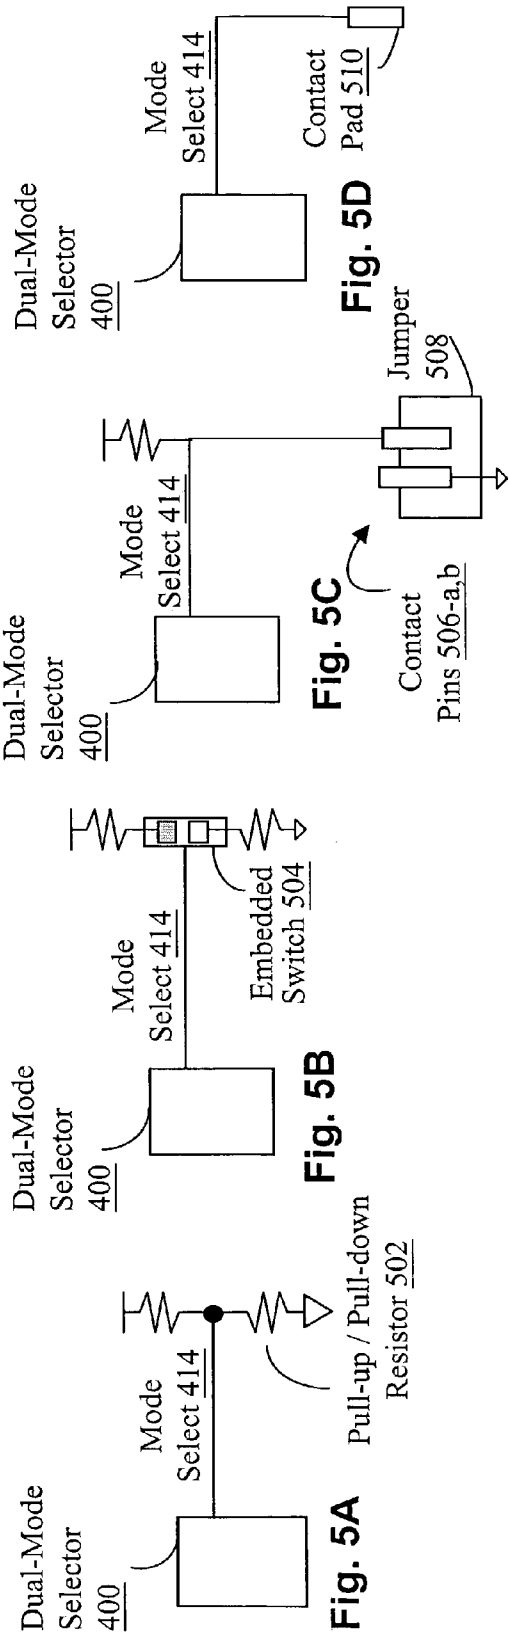 Dual-Mode
Selector
400
Mode
Select 414
Pull-up / Pull-down
Resistor 502
Fig. 5A
Dual-Mode
Selector
400
Mode
Select 414
Embedded
Switch 504
Fig. 5B
Dual-Mode
Selector
400
Mode
Select 414
Contact
Pins 506-a,b
Jumper
508
Fig. 5C
Dual-Mode
Selector
400
Mode
Select 414
Contact
Pad 510
Fig. 5D